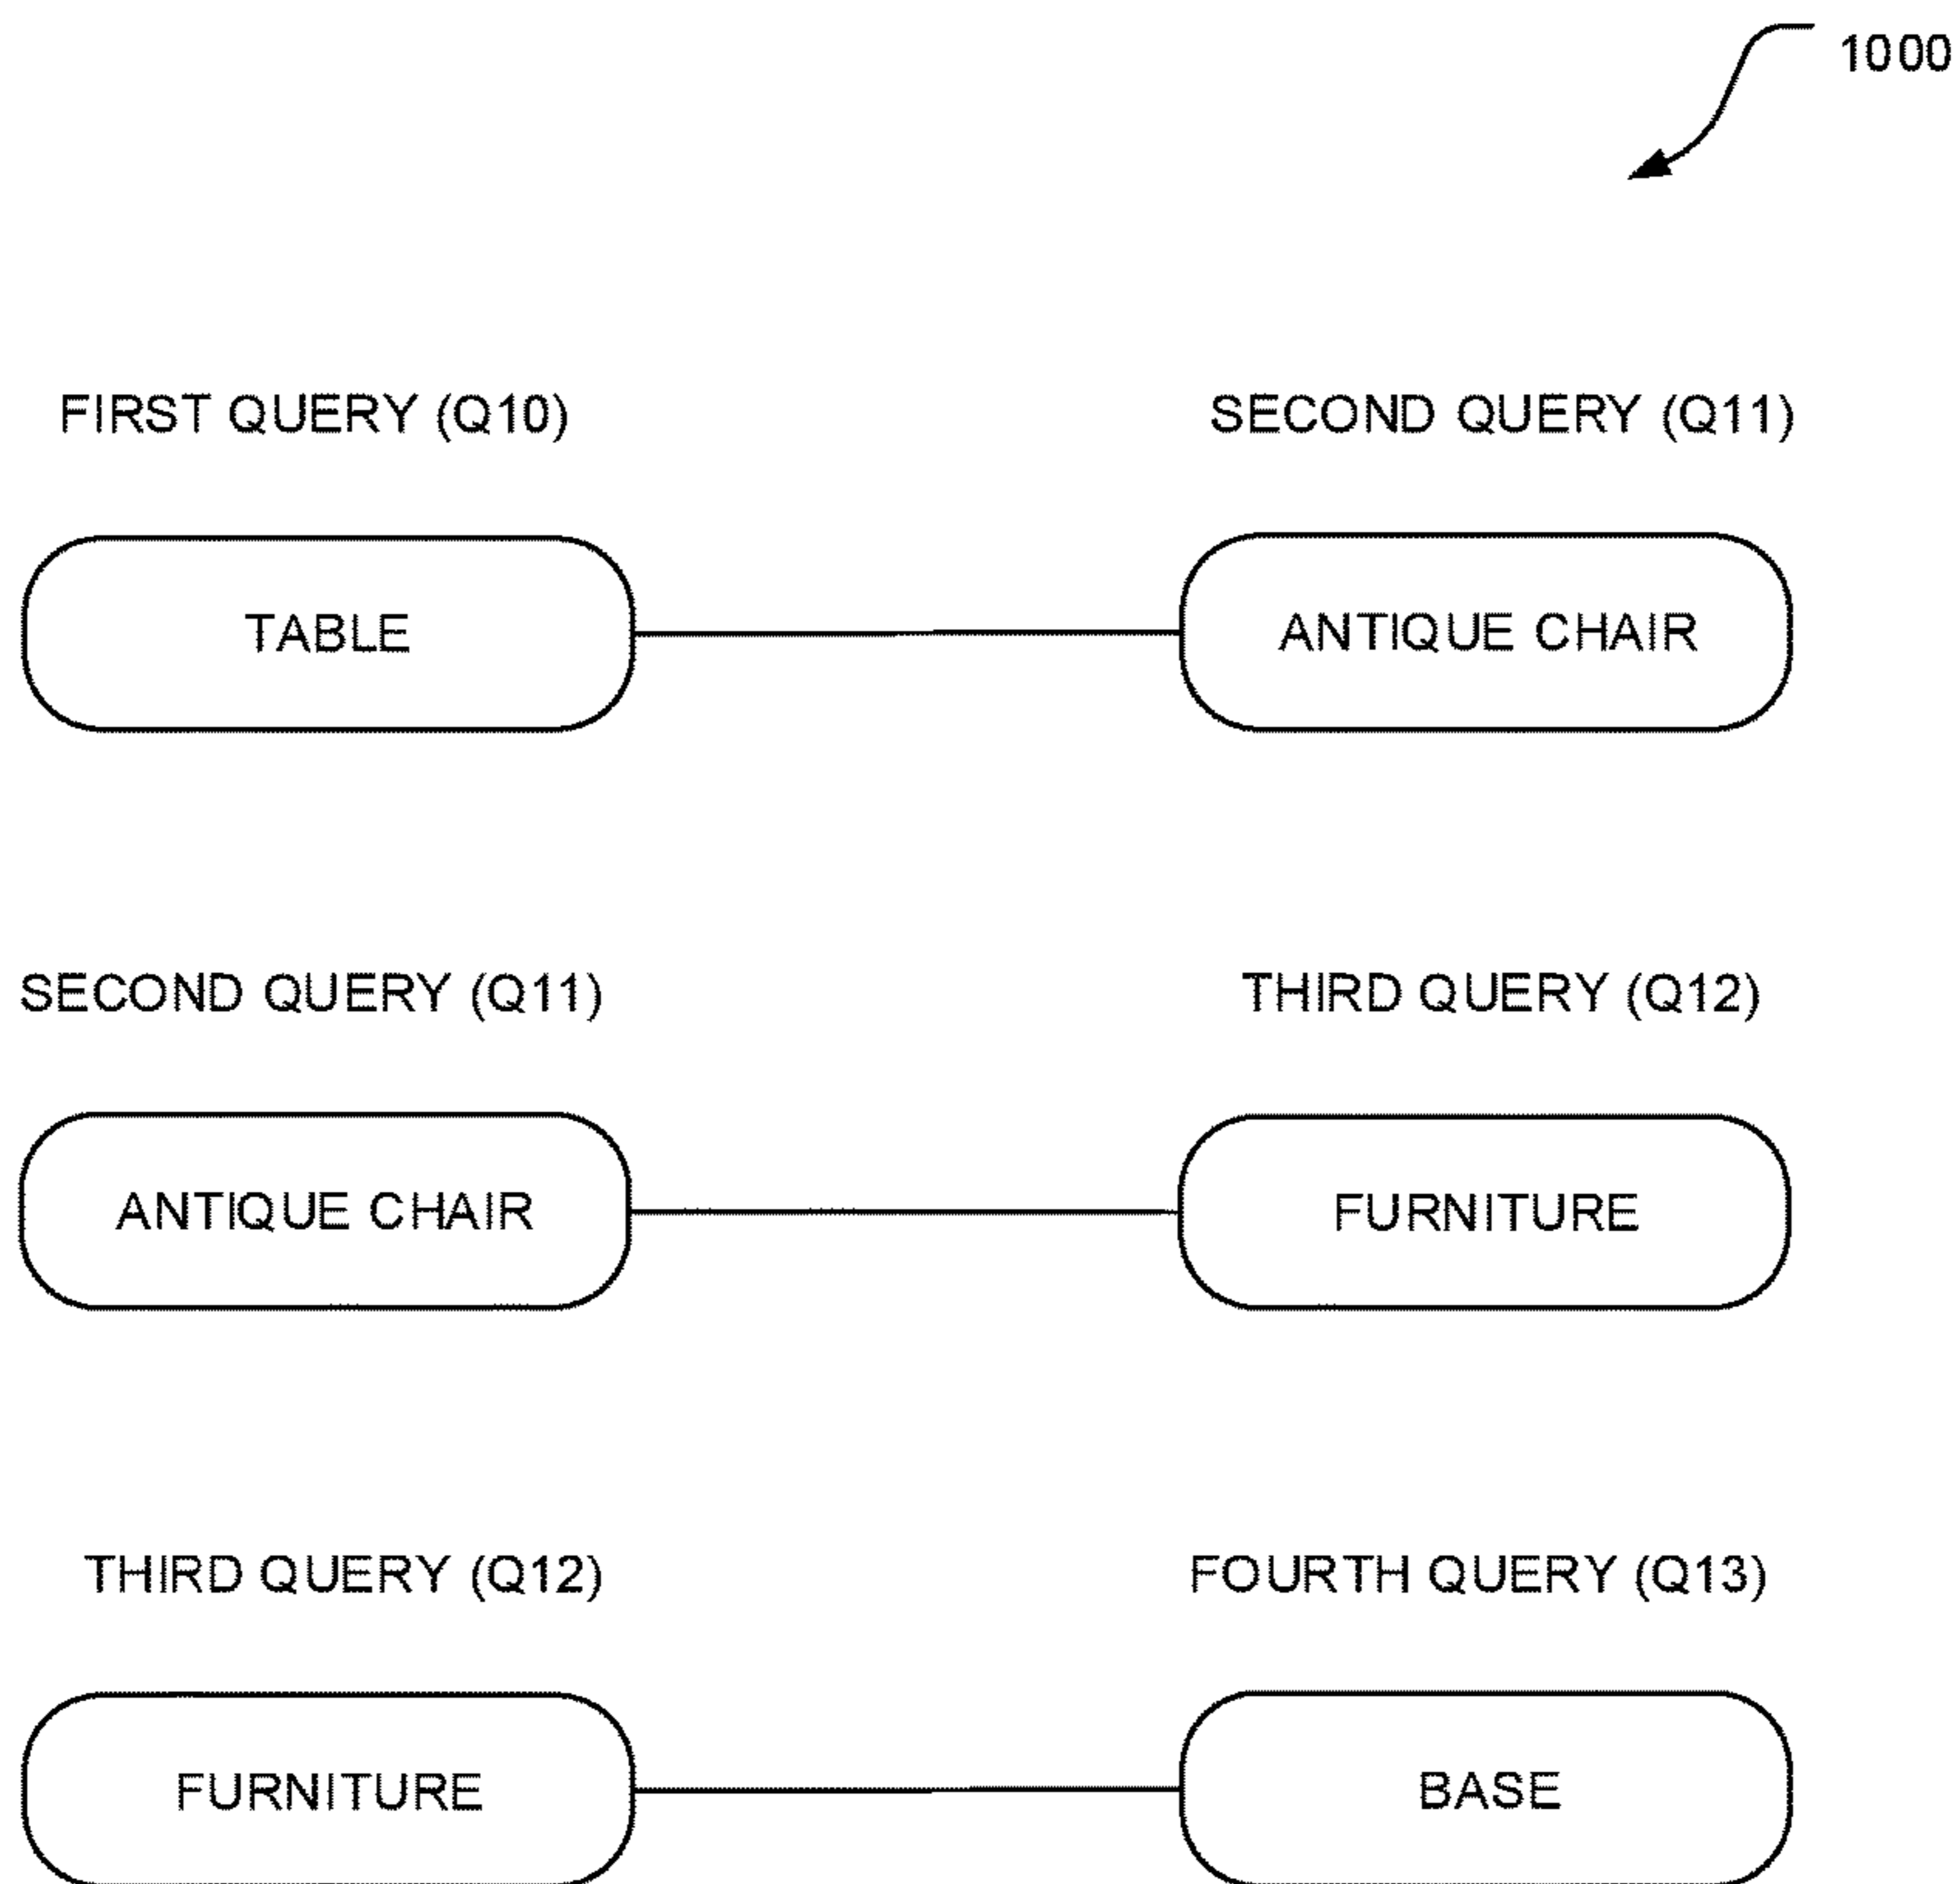 1000
FIRST QUERY (Q10)
SECOND QUERY (Q11)
TABLE
ANTIQUE CHAIR
SECOND QUERY (Q11)
THIRD QUERY (Q12)
ANTIQUE CHAIR
FURNITURE
THIRD QUERY (Q12)
FOURTH QUERY (Q13)
FURNITURE
BASE